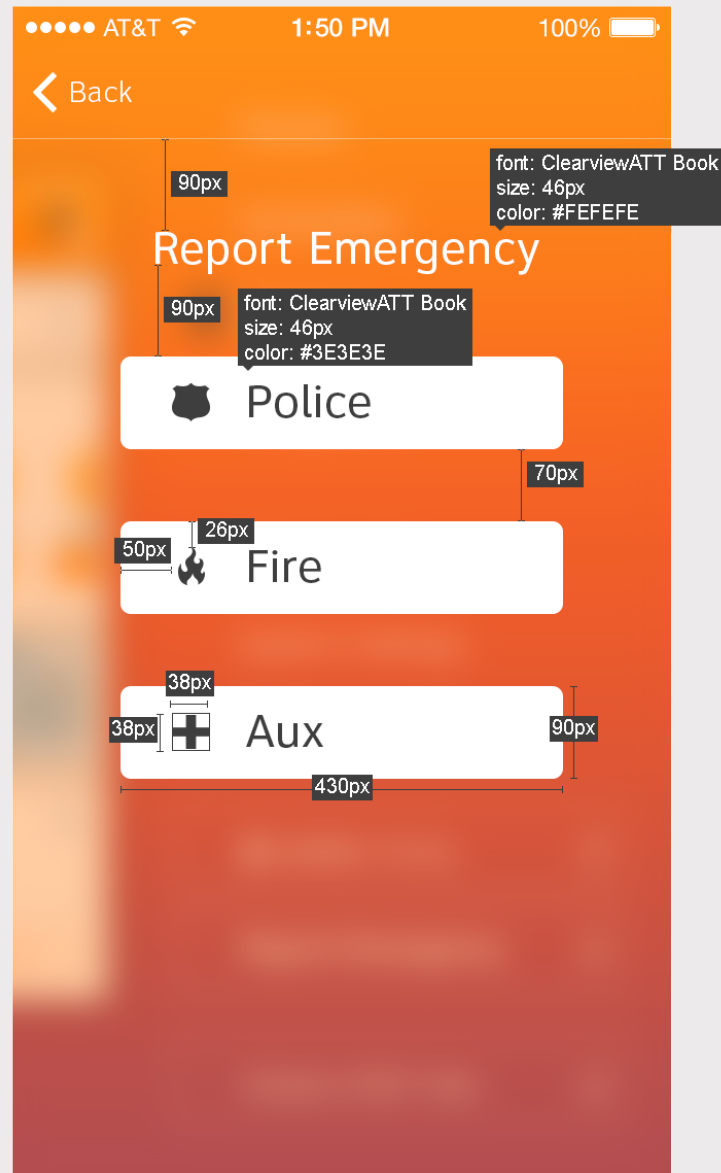 AT&T 1:50 PM 100%
Back
90px
font: ClearviewATT Book
size: 46px
color: #FEFEFE
Report Emergency
90px
font: ClearviewATT Book
size: 46px
color: #3E3E3E
Police
70px
26px
50px
Fire
38px
38px
Aux
90px
430px